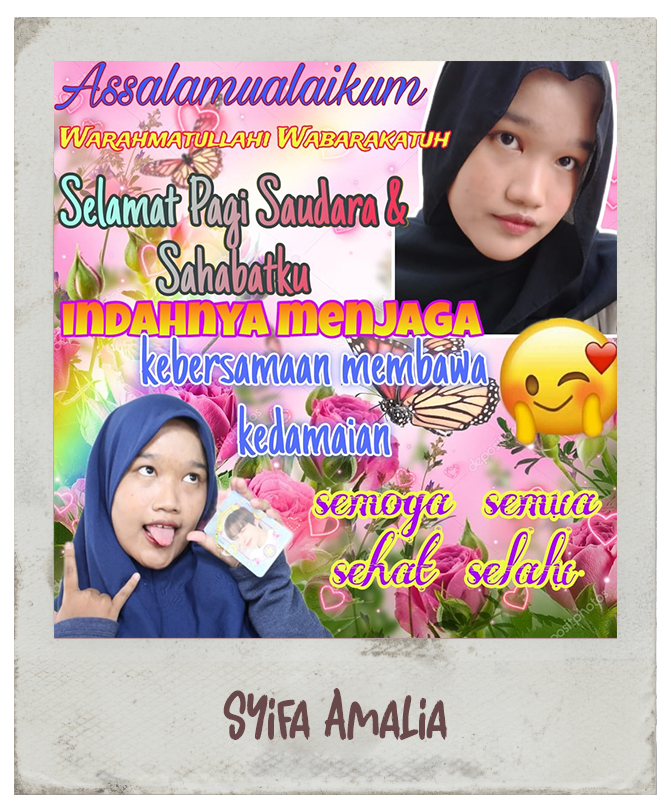 Assalamualaikum
Warahmatullahi Wabarakatuh
Selamat Pagi Saudara &
Sahabatku
Indahnya menjaga
kebersamaan membawa
kedamaian
semoga semua
sehat selalu
Syifa Amalia